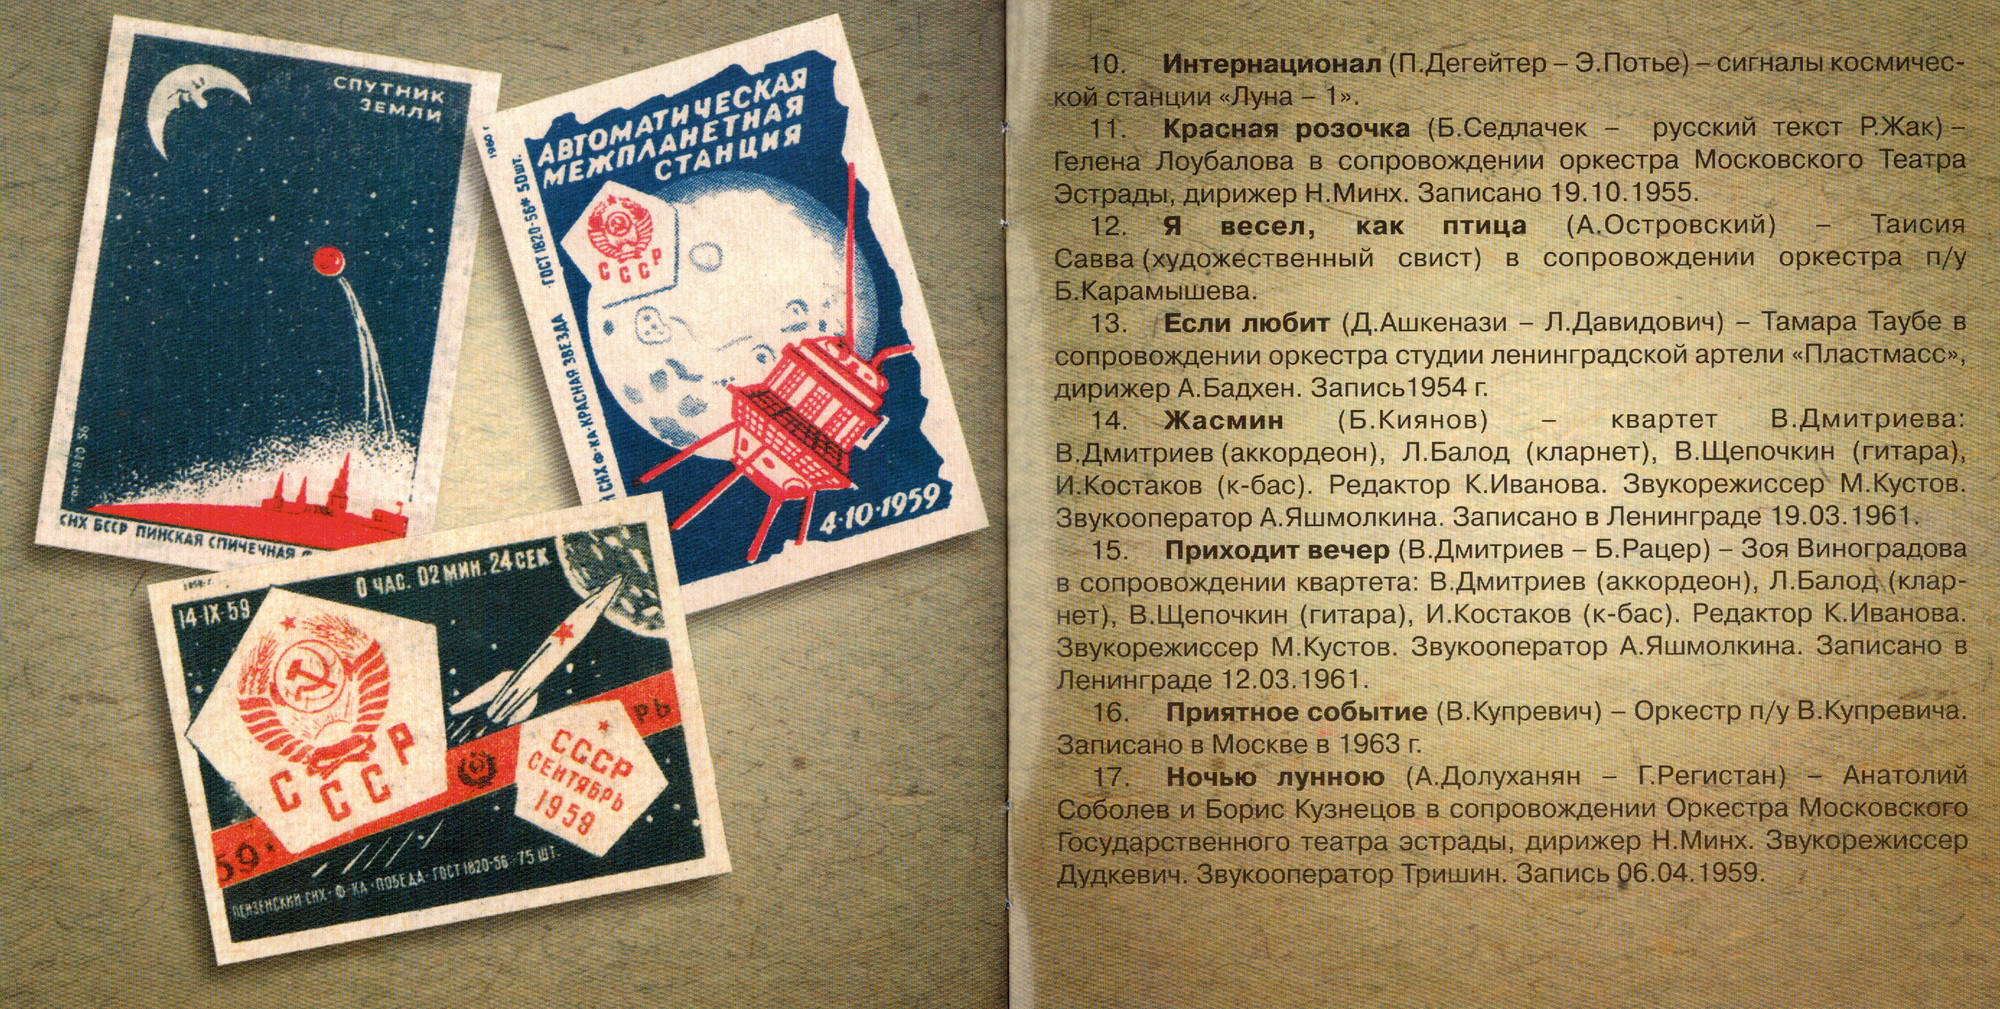 СПУТНИК
ЗЕМЛИ
СНХ БССР ПИНСКАЯ СПИЧЕЧНАЯ
АВТОМАТИЧЕСКАЯ
МЕЖПЛАНЕТНАЯ
СТАНЦИЯ
СССР
СНХ Ф-КА·КРАСНАЯ ЗВЕЗДА ·ГОСТ 1820-56* 50 ШТ. 1960 г
4·10·1959
14·IX·59
0 ЧАС. 02 МИН. 24 СЕК
СССР
РЬ
СССР
СЕНТЯБРЬ
1959
59·
ПЕНЗЕНСКИЙ СНХ·Ф-КА·ПОБЕДА·ГОСТ 1820-56 75 ШТ.
10. Интернационал (П.Дегейтер – Э.Потье) – сигналы космичес-
кой станции «Луна – 1».
11. Красная розочка (Б.Седлачек – русский текст Р.Жак) –
Гелена Лоубалова в сопровождении оркестра Московского Театра
Эстрады, дирижер Н.Минх. Записано 19.10.1955.
12. Я весел, как птица (А.Островский) – Таисия
Савва (художественный свист) в сопровождении оркестра п/у
Б.Карамышева.
13. Если любит (Д.Ашкенази – Л.Давидович) – Тамара Таубе в
сопровождении оркестра студии ленинградской артели «Пластмасс»,
дирижер А.Бадхен. Запись1954 г.
14. Жасмин (Б.Киянов) – квартет В.Дмитриева:
В.Дмитриев (аккордеон), Л.Балод (кларнет), В.Щепочкин (гитара),
И.Костаков (к-бас). Редактор К.Иванова. Звукорежиссер М.Кустов.
Звукооператор А.Яшмолкина. Записано в Ленинграде 19.03.1961.
15. Приходит вечер (В.Дмитриев – Б.Рацер) – Зоя Виноградова
в сопровождении квартета: В.Дмитриев (аккордеон), Л.Балод (клар-
нет), В.Щепочкин (гитара), И.Костаков (к-бас). Редактор К.Иванова.
Звукорежиссер М.Кустов. Звукооператор А.Яшмолкина. Записано в
Ленинграде 12.03.1961.
16. Приятное событие (В.Купревич) – Оркестр п/у В.Купревича.
Записано в Москве в 1963 г.
17. Ночью лунною (А.Долуханян – Г.Регистан) – Анатолий
Соболев и Борис Кузнецов в сопровождении Оркестра Московского
Государственного театра эстрады, дирижер Н.Минх. Звукорежиссер
Дудкевич. Звукооператор Тришин. Запись 06.04.1959.